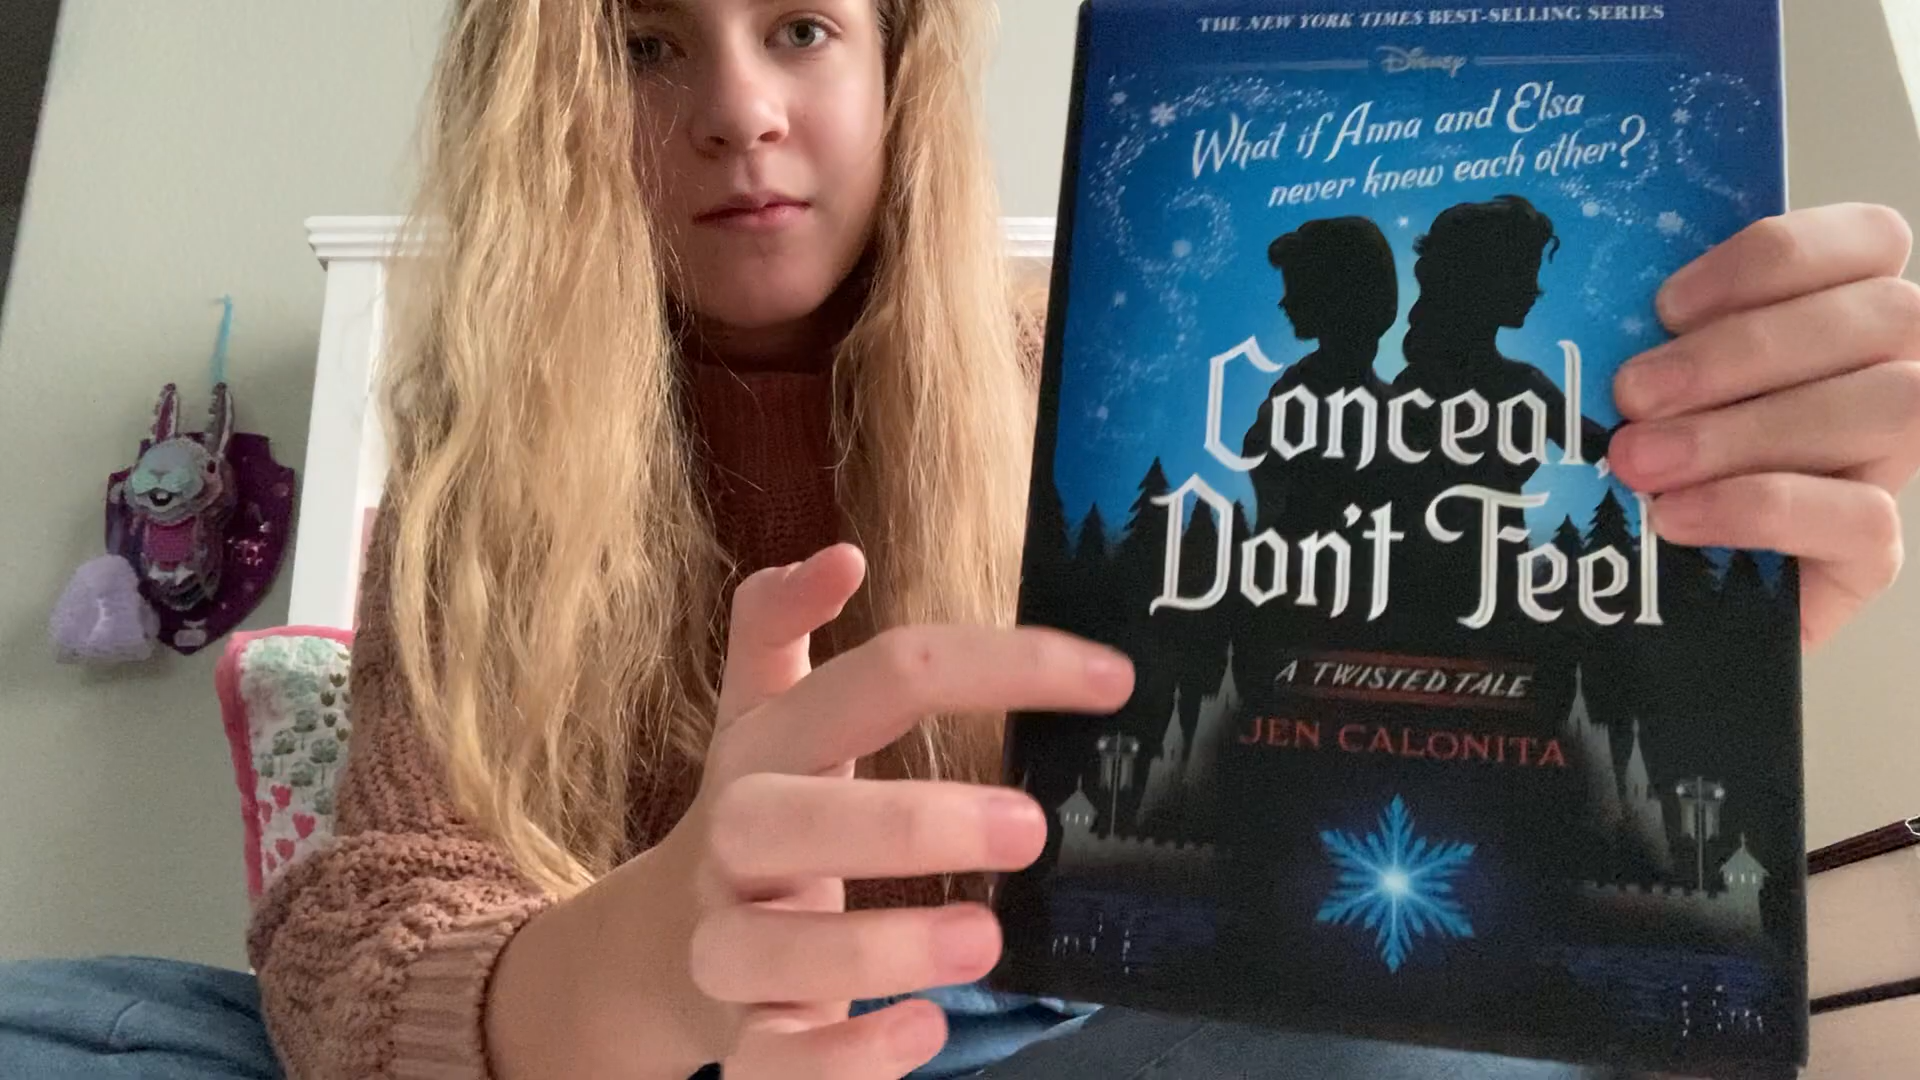 THE NEW YORK TIMES BEST-SELLING SERIES
Disney
What if Anna and Elsa
never knew each other?
Conceal,
Don't Feel
A TWISTED TALE
JEN CALONITA